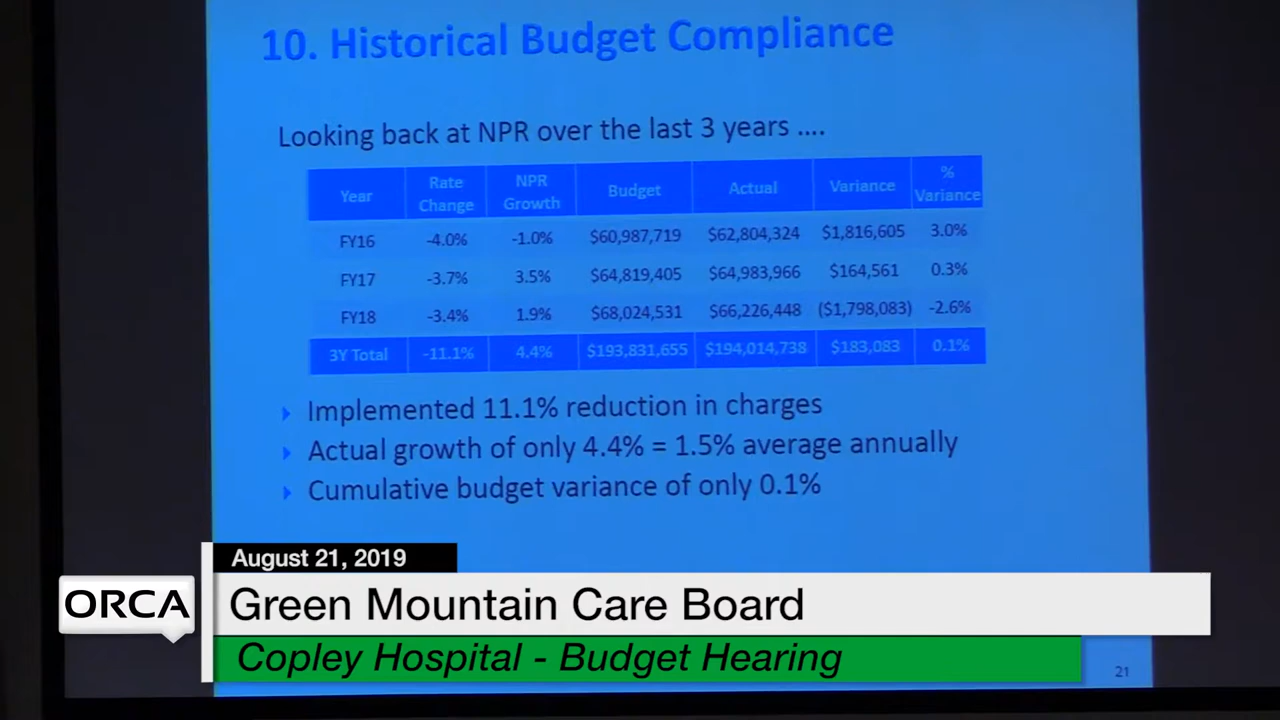 10. Historical Budget Compliance
Looking back at NPR over the last 3 years ....
Year Rate Change NPR Growth Budget Actual Variance % Variance
FY16 -4.0% -1.0% $60,987,719 $62,804,324 $1,816,605 3.0%
FY17 -3.7% 3.5% $64,819,405 $64,983,966 $164,561 0.3%
FY18 -3.4% 1.9% $68,024,531 $66,226,448 ($1,798,083) -2.6%
3Y Total -11.1% 4.4% $193,831,655 $194,014,738 $183,083 0.1%
Implemented 11.1% reduction in charges
Actual growth of only 4.4% = 1.5% average annually
Cumulative budget variance of only 0.1%
August 21, 2019
ORCA
Green Mountain Care Board
Copley Hospital - Budget Hearing
21